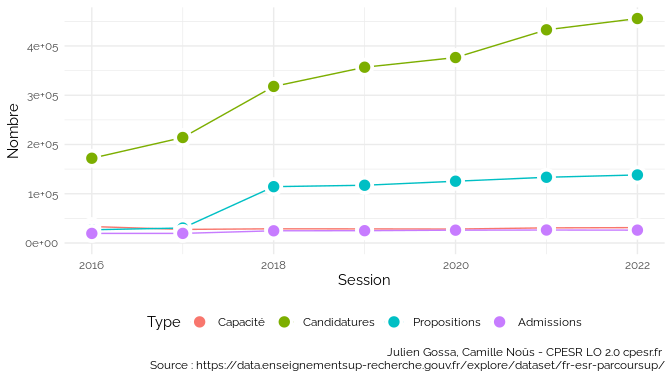 Nombre
4e+05
3e+05
2e+05
1e+05
0e+00
2016 2018 2020 2022
Session
Type Capacité Candidatures Propositions Admissions
Julien Gossa, Camille Noûs - CPESR LO 2.0 cpesr.fr
Source : https://data.enseignementsup-recherche.gouv.fr/explore/dataset/fr-esr-parcoursup/